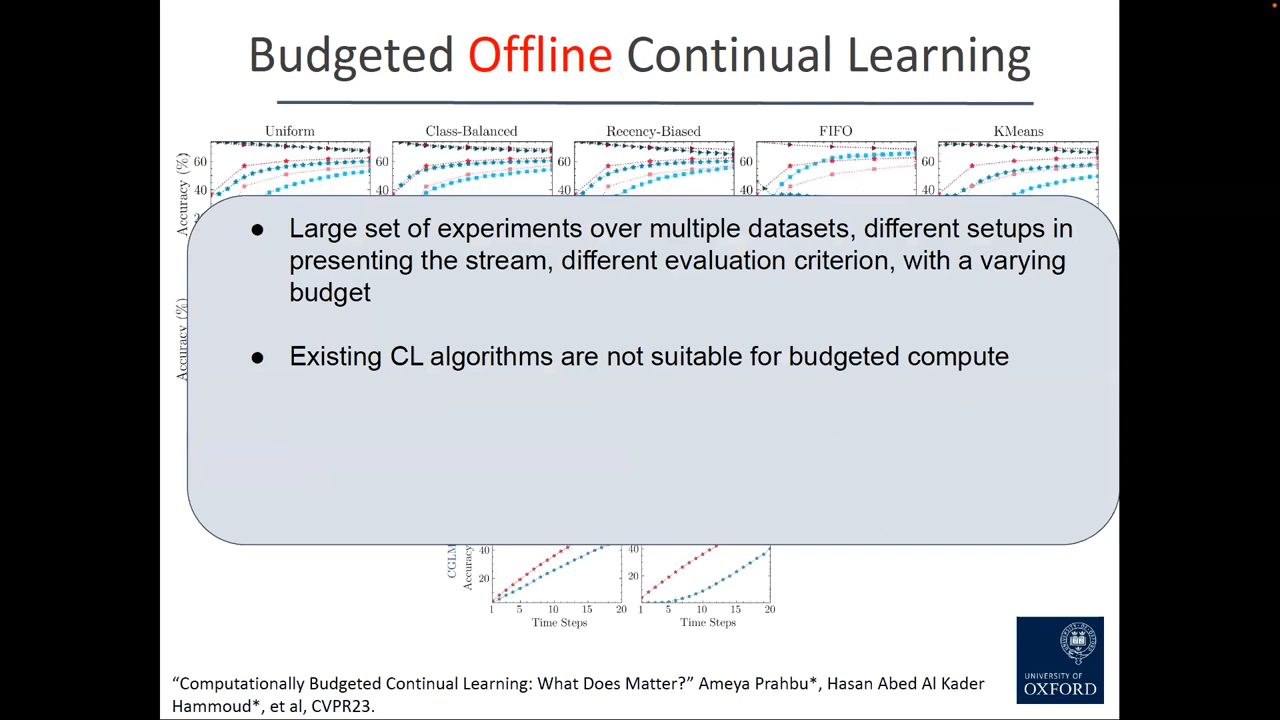 Budgeted Offline Continual Learning
Uniform
Class-Balanced
Recency-Biased
FIFO
KMeans
Accuracy (%)
60
40
2
60
40
60
40
60
40
60
40
Accuracy (%)
● Large set of experiments over multiple datasets, different setups in
presenting the stream, different evaluation criterion, with a varying
budget
● Existing CL algorithms are not suitable for budgeted compute
CGLM
Accuracy
40
20
1 5 10 15 20
Time Steps
40
20
1 5 10 15 20
Time Steps
UNIVERSITY OF
OXFORD
“Computationally Budgeted Continual Learning: What Does Matter?” Ameya Prahbu*, Hasan Abed Al Kader
Hammoud*, et al, CVPR23.